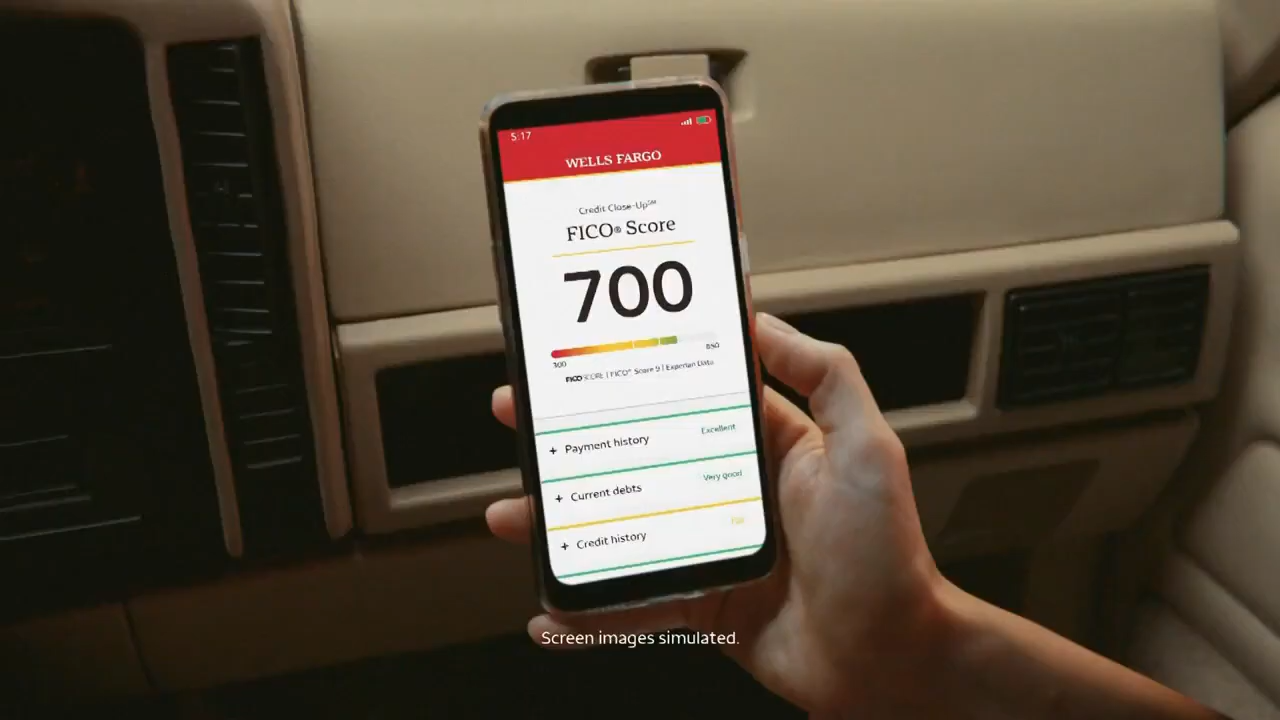 5:17
WELLS FARGO
Credit Close-Up℠
FICO® Score
700
300
850
FICO SCORE | FICO® Score 9 | Experian Data
+ Payment history Excellent
+ Current debts Very good
+ Credit history
Screen images simulated.